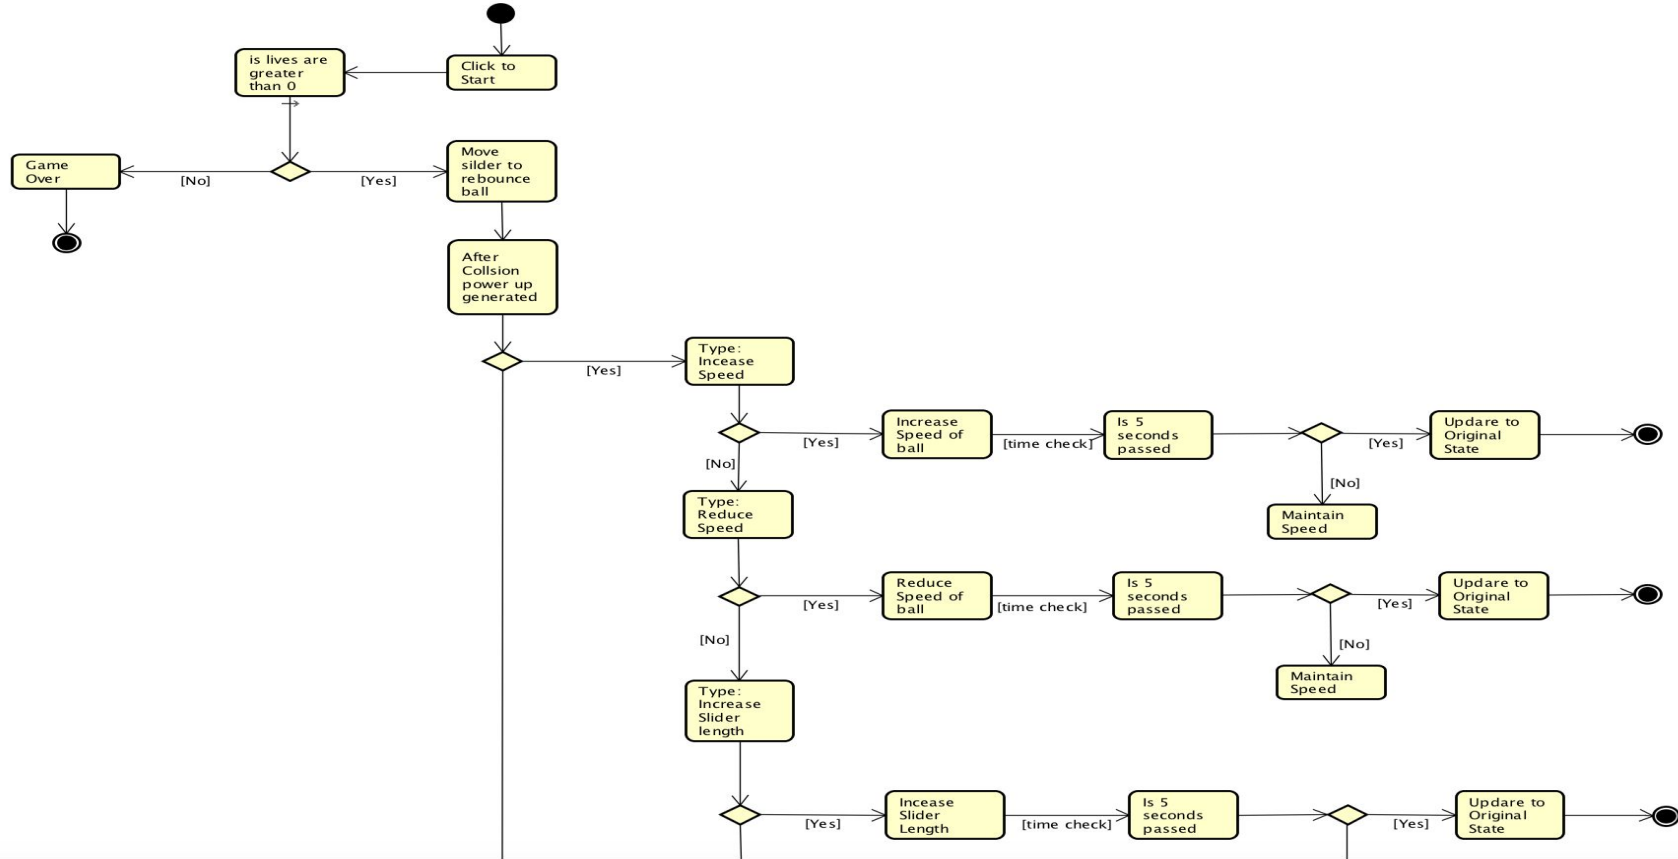 is lives are
greater
than 0
Click to
Start
Game
Over
[No]
[Yes]
Move
silder to
rebounce
ball
After
Collsion
power up
generated
[Yes]
Type:
Incease
Speed
[Yes]
Increase
Speed of
ball
[time check]
Is 5
seconds
passed
[Yes]
Updare to
Original
State
[No]
[No]
Maintain
Speed
Type:
Reduce
Speed
[Yes]
Reduce
Speed of
ball
[time check]
Is 5
seconds
passed
[Yes]
Updare to
Original
State
[No]
[No]
Maintain
Speed
Type:
Increase
Slider
length
[Yes]
Incease
Slider
Length
[time check]
Is 5
seconds
passed
[Yes]
Updare to
Original
State